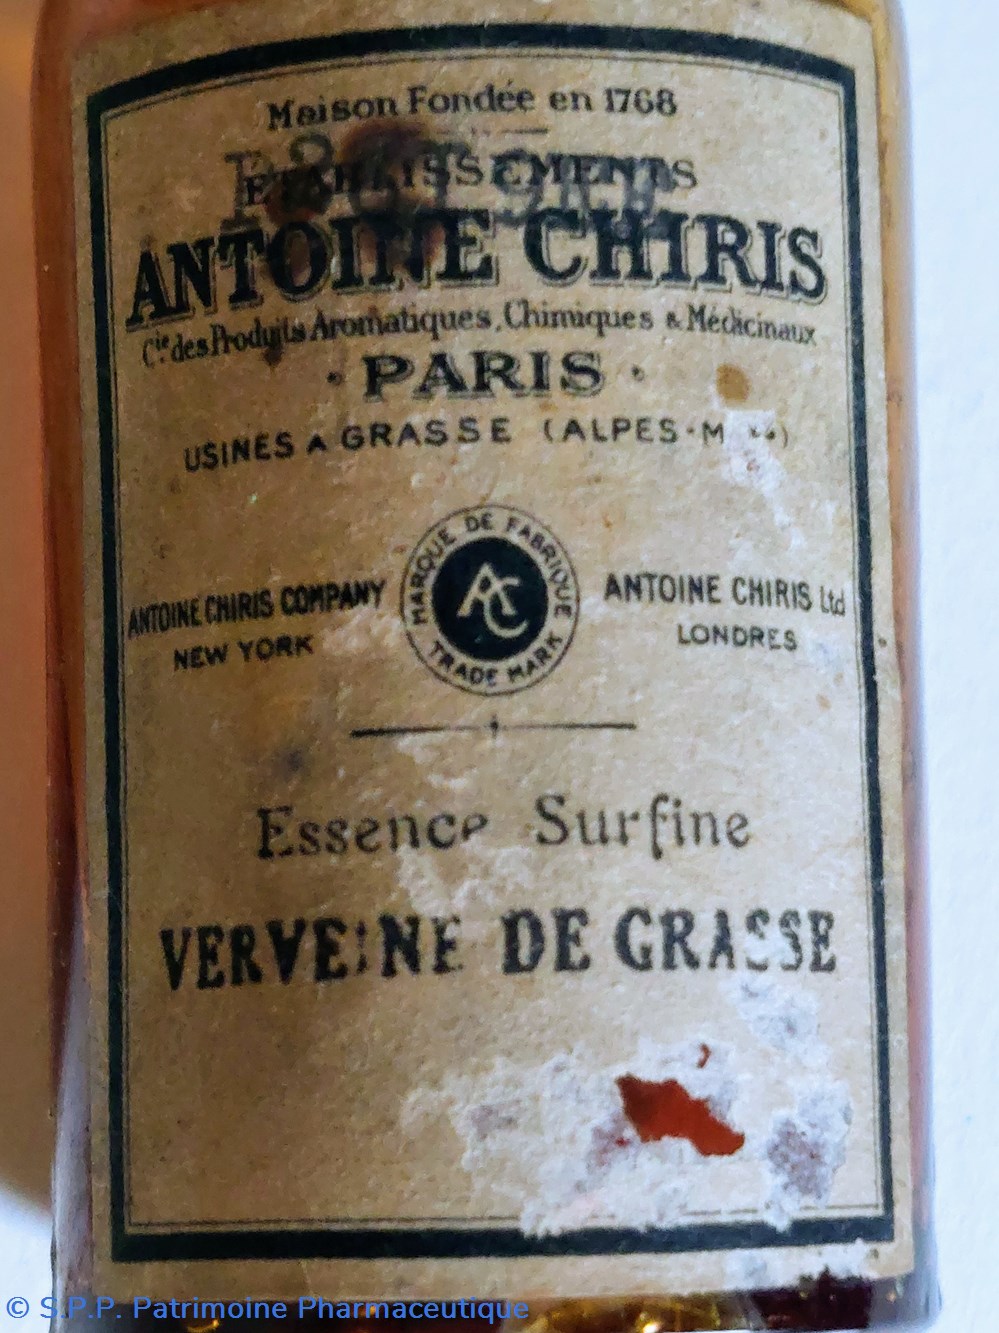 Maison Fondée en 1768
ETABLISSEMENTS
ANTOINE CHIRIS
Cie des Produits Aromatiques, Chimiques & Médicinaux
· PARIS ·
USINES A GRASSE (ALPES-M
ANTOINE CHIRIS COMPANY
NEW YORK
MARQUE DE FABRIQUE
AC
TRADE MARK
ANTOINE CHIRIS Ltd
LONDRES
Essence Surfine
VERVEINE DE GRASSE
© S.P.P. Patrimoine Pharmaceutique